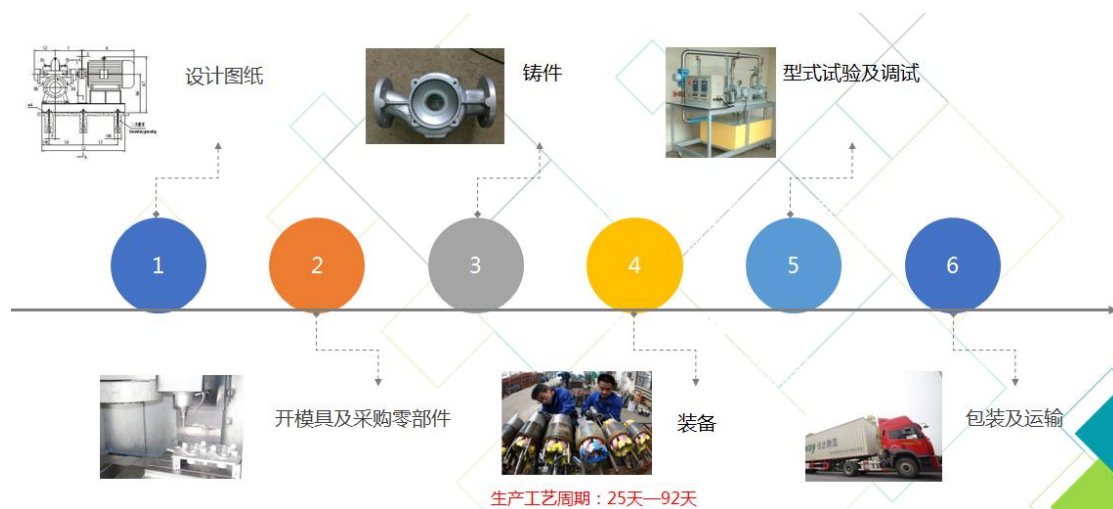 设计图纸
铸件
型式试验及调试
1
2
3
4
5
6
开模具及采购零部件
装备
包装及运输
生产工艺周期：25天—92天